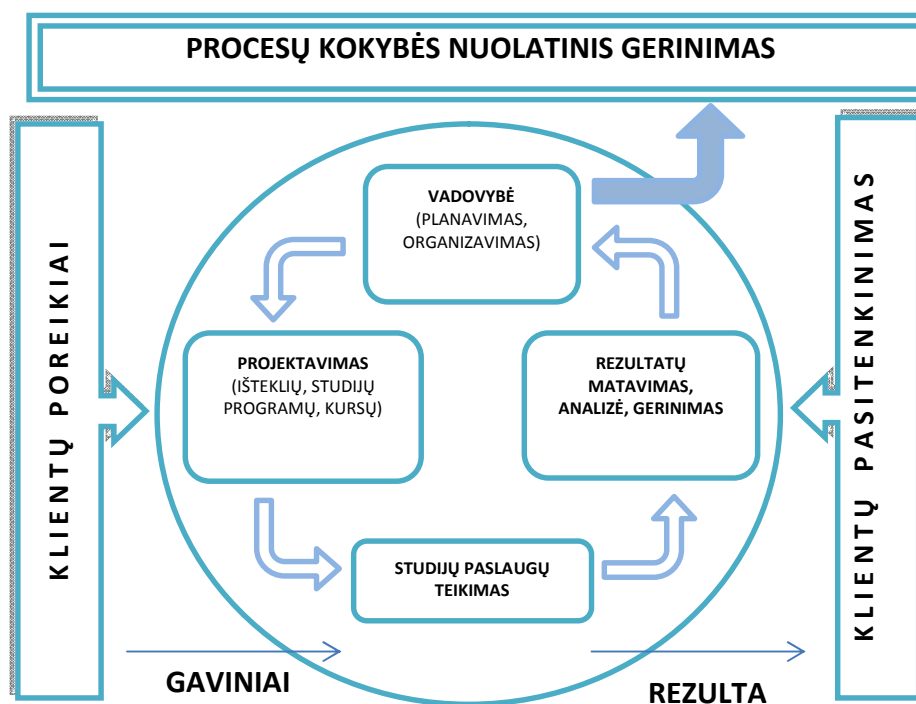 PROCESŲ KOKYBĖS NUOLATINIS GERINIMAS
KLIENTŲ POREIKIAI
VADOVYBĖ
(PLANAVIMAS,
ORGANIZAVIMAS)
PROJEKTAVIMAS
(IŠTEKLIŲ, STUDIJŲ
PROGRAMŲ, KURSŲ)
REZULTATŲ
MATAVIMAS,
ANALIZĖ, GERINIMAS
STUDIJŲ PASLAUGŲ
TEIKIMAS
KLIENTŲ PASITENKINIMAS
GAVINIAI
REZULTA